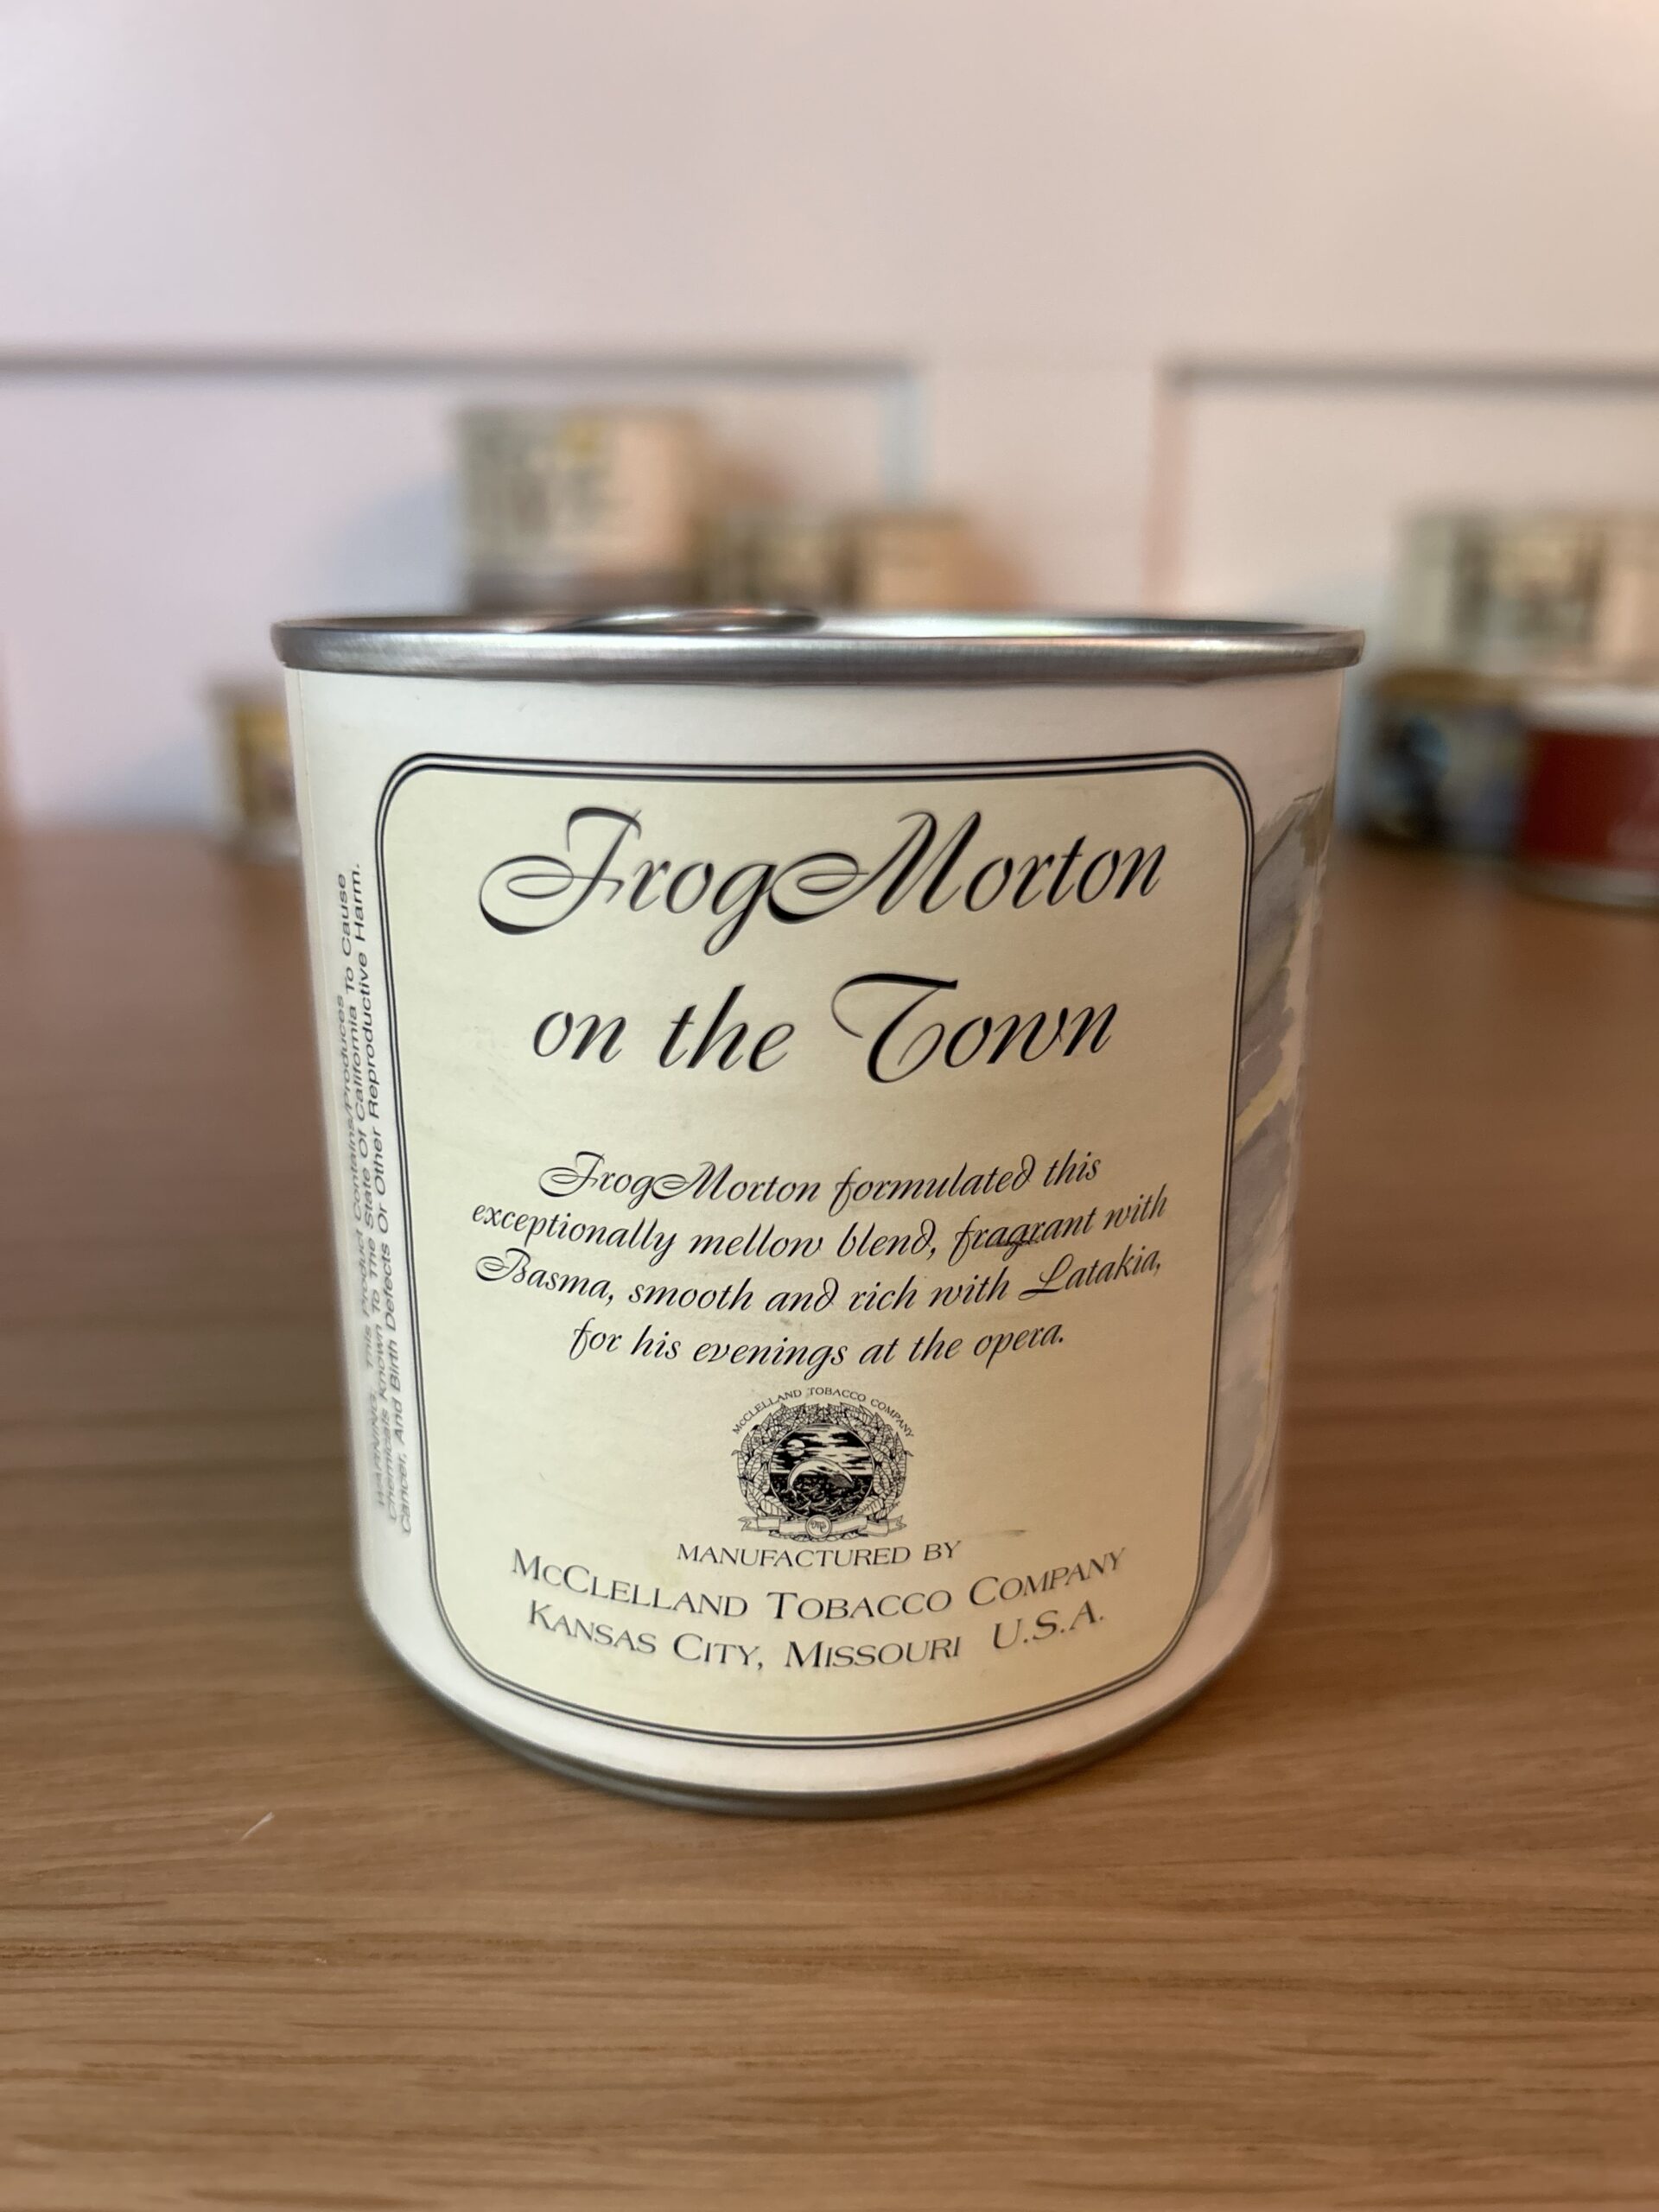 FrogMorton
on the Town
FrogMorton formulated this
exceptionally mellow blend, fragrant with
Basma, smooth and rich with Latakia,
for his evenings at the opera.
McCLELLAND TOBACCO COMPANY
MANUFACTURED BY
McCLELLAND TOBACCO COMPANY
KANSAS CITY, MISSOURI U.S.A.
WARNING: This Product Contains/Produces
Chemicals Known To The State Of California To Cause
Cancer, And Birth Defects Or Other Reproductive Harm.